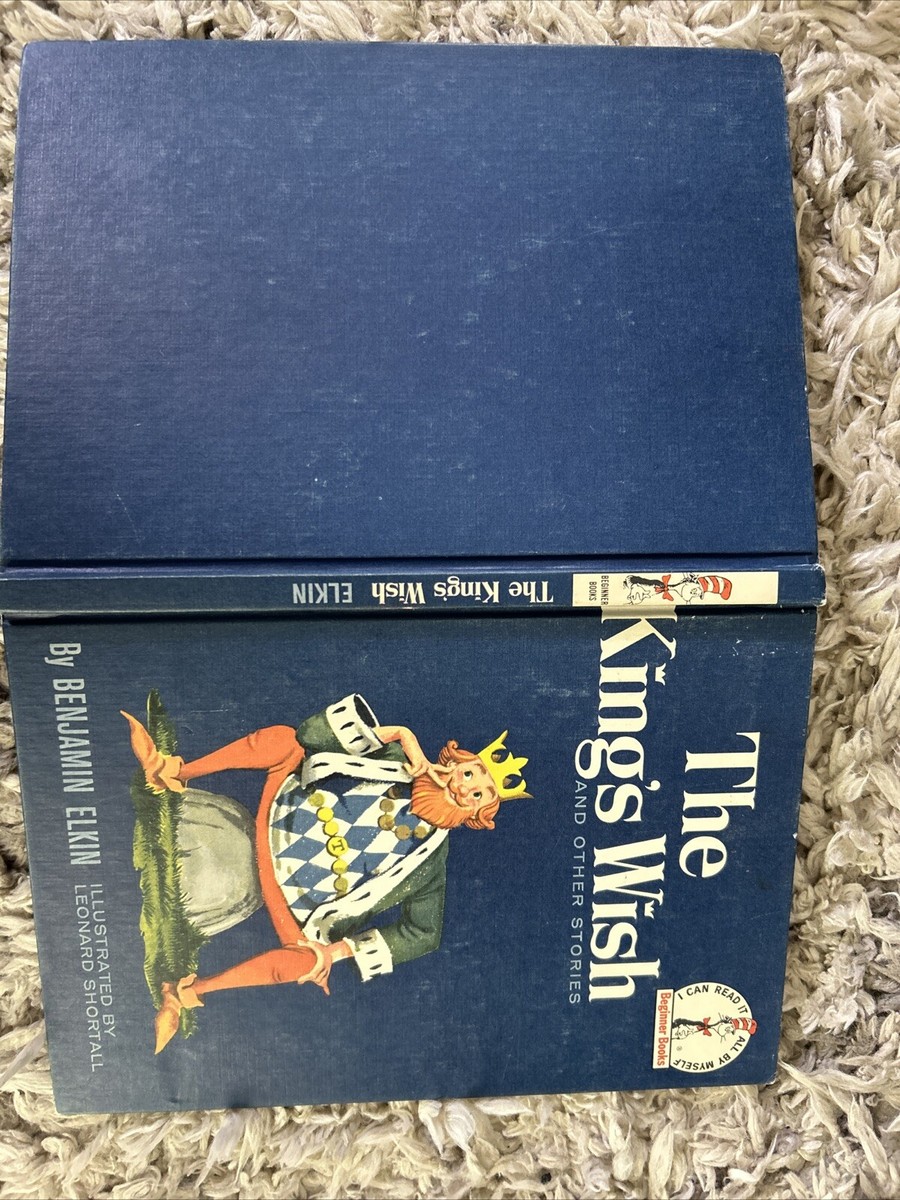 The
King's Wish
AND OTHER STORIES
I CAN READ IT ALL BY MYSELF
Beginner Books
®
T
By BENJAMIN ELKIN
ILLUSTRATED BY
LEONARD SHORTALL
BEGINNER
BOOKS
The King's Wish ELKIN